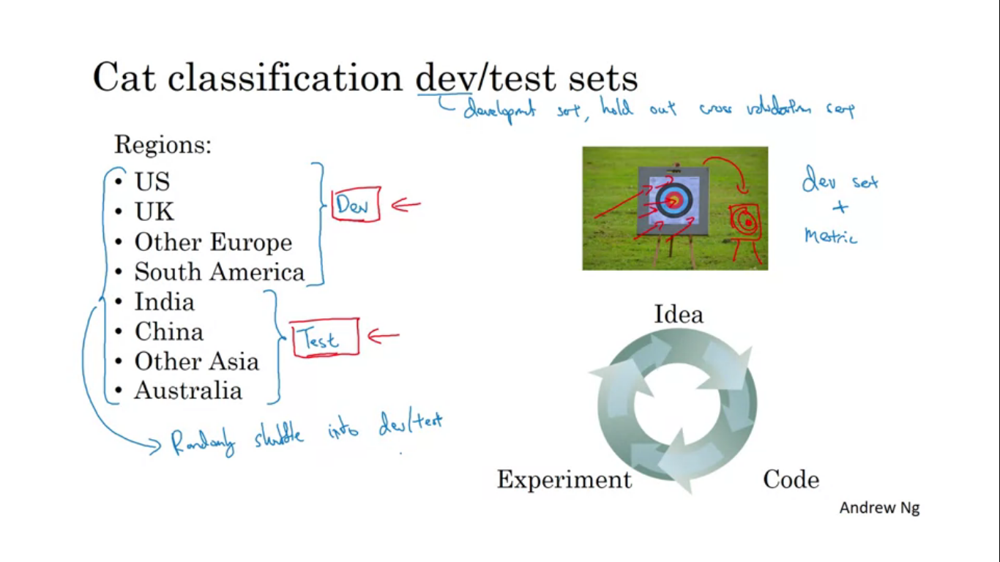 Cat classification dev/test sets
development set, hold out cross validation set
Regions:
• US
• UK
• Other Europe
• South America
• India
• China
• Other Asia
• Australia
Dev
Test
Randomly shuffle into dev/test
dev set
+
metric
Idea
Experiment
Code
Andrew Ng